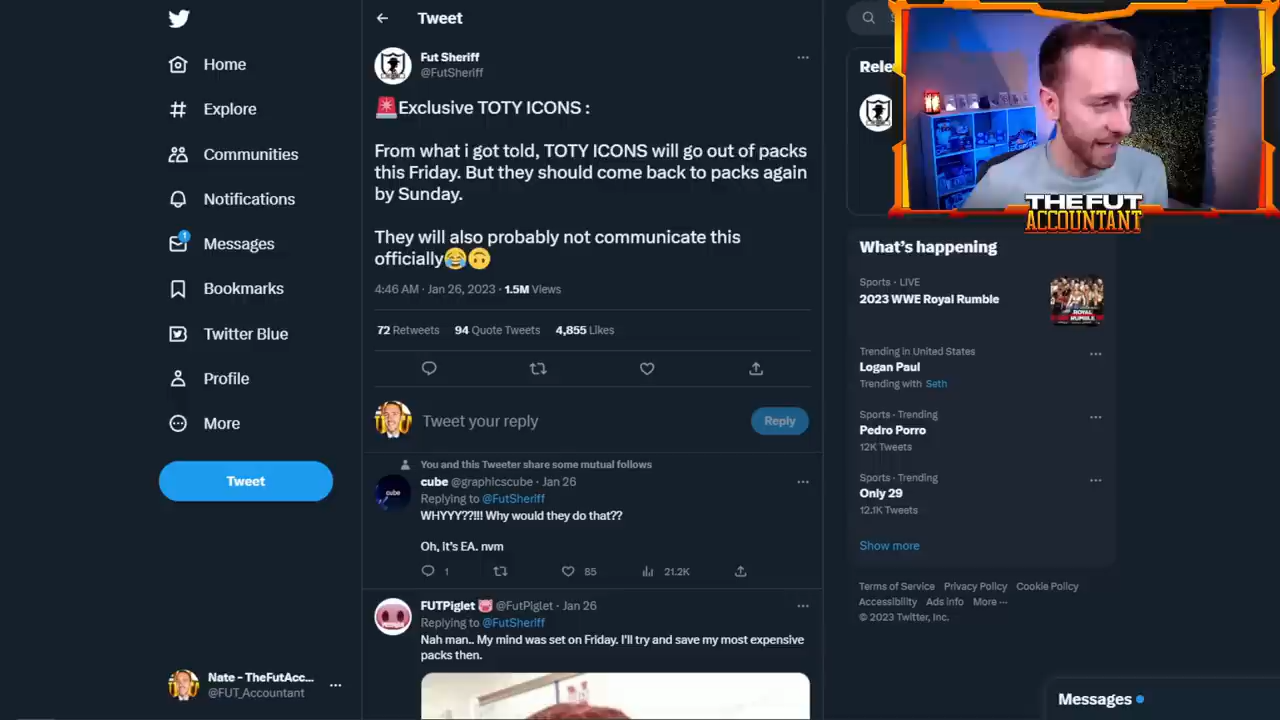 Home
Explore
Communities
Notifications
1
Messages
Bookmarks
Twitter Blue
Profile
More
Tweet
Nate - TheFutAcc...
@FUT_Accountant
Tweet
Fut Sheriff
@FutSheriff
🚨Exclusive TOTY ICONS :
From what i got told, TOTY ICONS will go out of packs
this Friday. But they should come back to packs again
by Sunday.
They will also probably not communicate this
officially😂🙃
4:46 AM · Jan 26, 2023 · 1.5M Views
72 Retweets 94 Quote Tweets 4,855 Likes
Tweet your reply
Reply
You and this Tweeter share some mutual follows
cube
cube @graphicscube · Jan 26
Replying to @FutSheriff
WHYYY??!!! Why would they do that??
Oh, it's EA. nvm
1 85 21.2K
FUTPiglet 🐷 @FutPiglet · Jan 26
Replying to @FutSheriff
Nah man.. My mind was set on Friday. I'll try and save my most expensive
packs then.
THE FUT
ACCOUNTANT
What's happening
Sports · LIVE
2023 WWE Royal Rumble
Trending in United States
Logan Paul
Trending with Seth
Sports · Trending
Pedro Porro
12K Tweets
Sports · Trending
Only 29
12.1K Tweets
Show more
Terms of Service Privacy Policy Cookie Policy
Accessibility Ads info More ···
© 2023 Twitter, Inc.
Messages